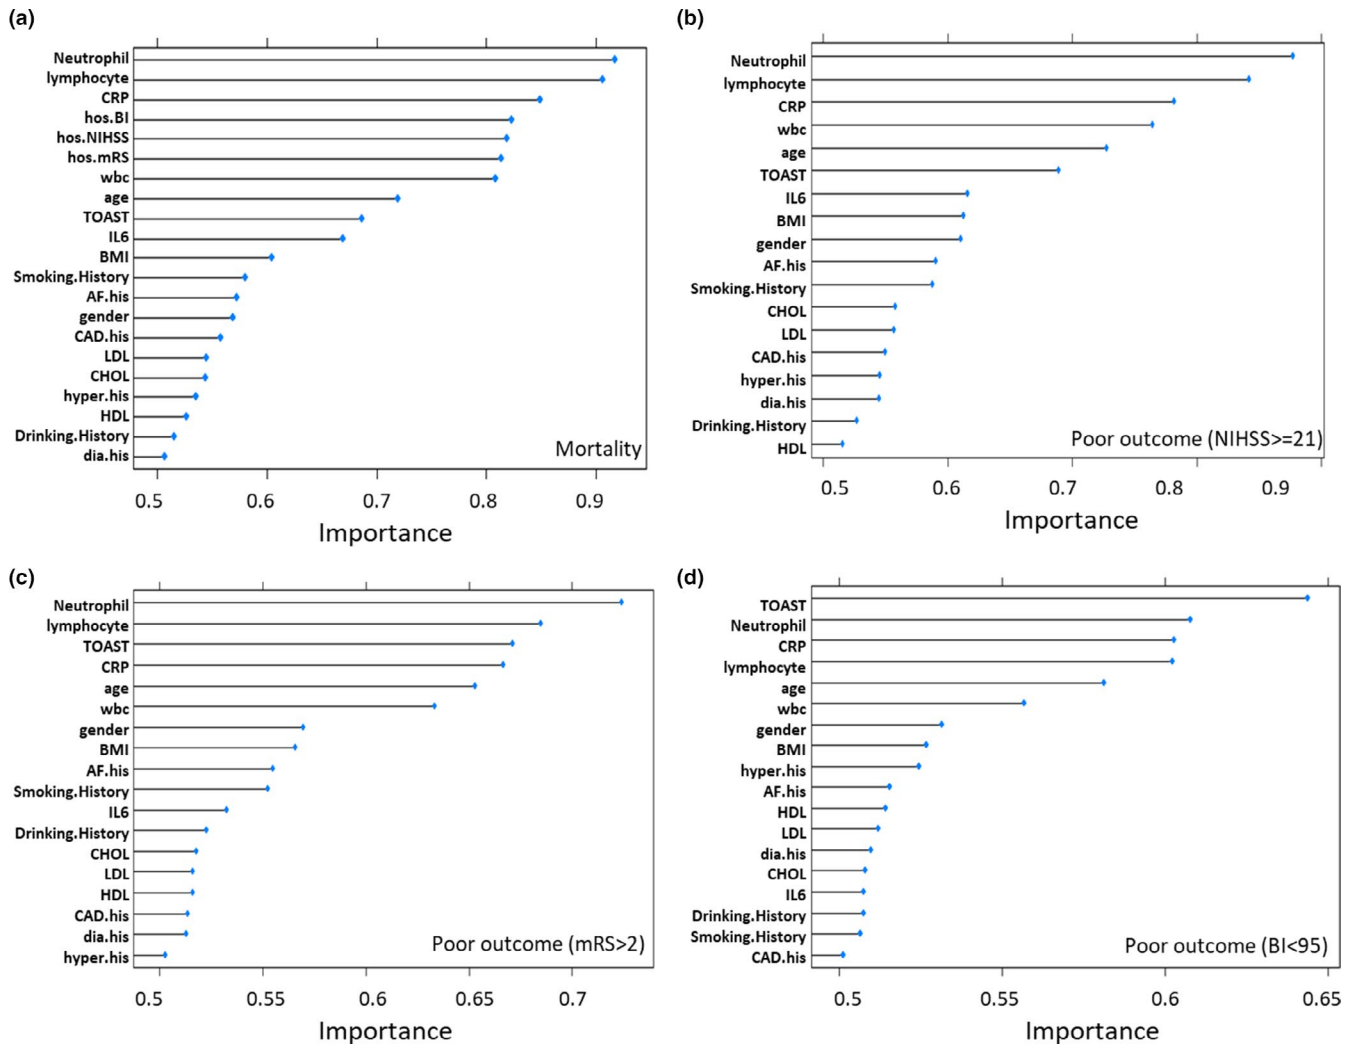 (a)
Neutrophil
lymphocyte
CRP
hos.BI
hos.NIHSS
hos.mRS
wbc
age
TOAST
IL6
BMI
Smoking.History
AF.his
gender
CAD.his
LDL
CHOL
hyper.his
HDL
Drinking.History
dia.his
Mortality
0.5 0.6 0.7 0.8 0.9
Importance
(b)
Neutrophil
lymphocyte
CRP
wbc
age
TOAST
IL6
BMI
gender
AF.his
Smoking.History
CHOL
LDL
CAD.his
hyper.his
dia.his
Drinking.History
HDL
Poor outcome (NIHSS>=21)
0.5 0.6 0.7 0.8 0.9
Importance
(c)
Neutrophil
lymphocyte
TOAST
CRP
age
wbc
gender
BMI
AF.his
Smoking.History
IL6
Drinking.History
CHOL
LDL
HDL
CAD.his
dia.his
hyper.his
Poor outcome (mRS>2)
0.5 0.55 0.6 0.65 0.7
Importance
(d)
TOAST
Neutrophil
CRP
lymphocyte
age
wbc
gender
BMI
hyper.his
AF.his
HDL
LDL
dia.his
CHOL
IL6
Drinking.History
Smoking.History
CAD.his
Poor outcome (BI<95)
0.5 0.55 0.6 0.65
Importance